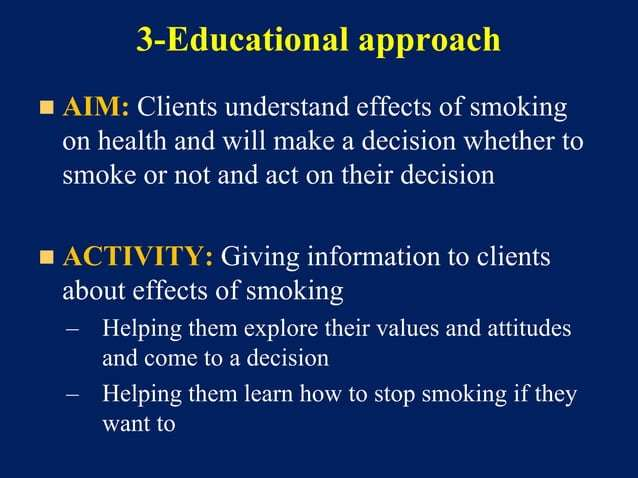 3-Educational approach
■ AIM: Clients understand effects of smoking
on health and will make a decision whether to
smoke or not and act on their decision
■ ACTIVITY: Giving information to clients
about effects of smoking
– Helping them explore their values and attitudes
and come to a decision
– Helping them learn how to stop smoking if they
want to